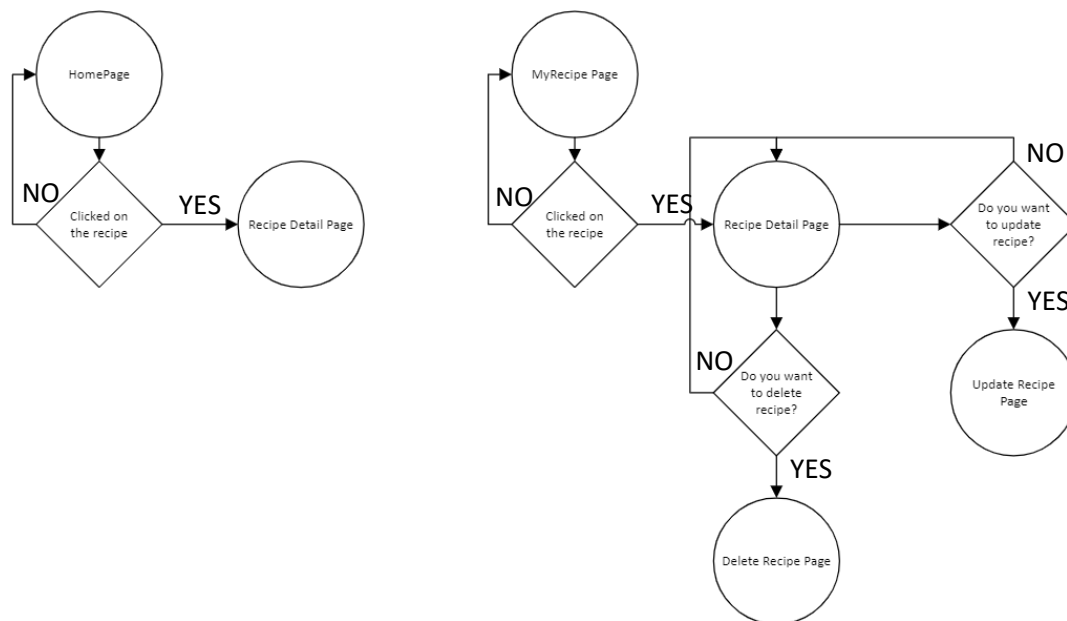 HomePage
NO
Clicked on
the recipe
YES
Recipe Detail Page
MyRecipe Page
NO
Clicked on
the recipe
YES
Recipe Detail Page
NO
Do you want
to update
recipe?
YES
Update Recipe
Page
NO
Do you want
to delete
recipe?
YES
Delete Recipe Page